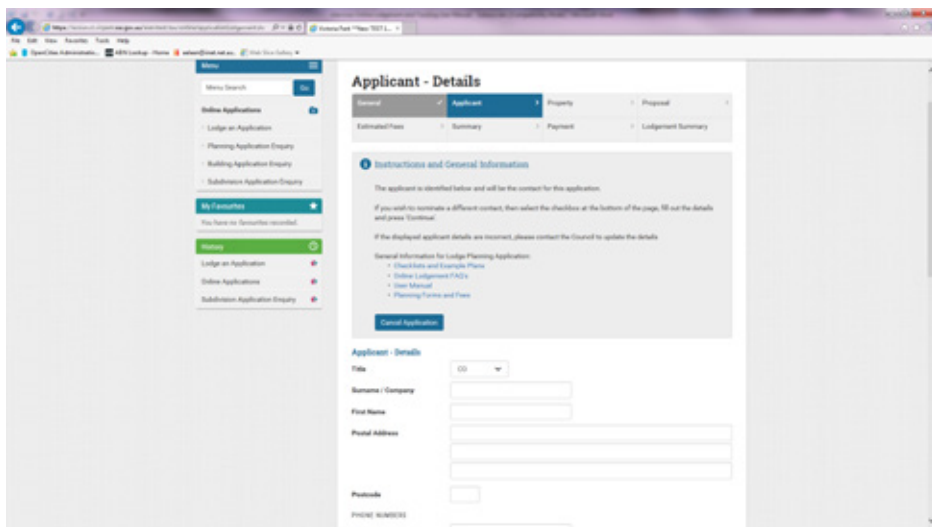 File Edit View Favorites Tools Help
Menu
Menu Search
Go
Online Applications
Lodge an Application
Planning Application Enquiry
Building Application Enquiry
Subdivision Application Enquiry
My Favourites
You have no favourites recorded.
History
Lodge an Application
Online Applications
Subdivision Application Enquiry
Applicant - Details
General Applicant Property Proposal
Estimated Fees Summary Payment Lodgement Summary
Instructions and General Information
The applicant is identified below and will be the contact for this application.
If you wish to nominate a different contact, then select the checkbox at the bottom of the page, fill out the details
and press 'Continue'.
If the displayed applicant details are incorrect, please contact the Council to update the details
General Information for Lodge Planning Application:
Checklists and Example Plans
Online Lodgement FAQ's
User Manual
Planning Forms and Fees
Cancel Application
Applicant - Details
Title CO
Surname / Company
First Name
Postal Address
Postcode
PHONE NUMBERS